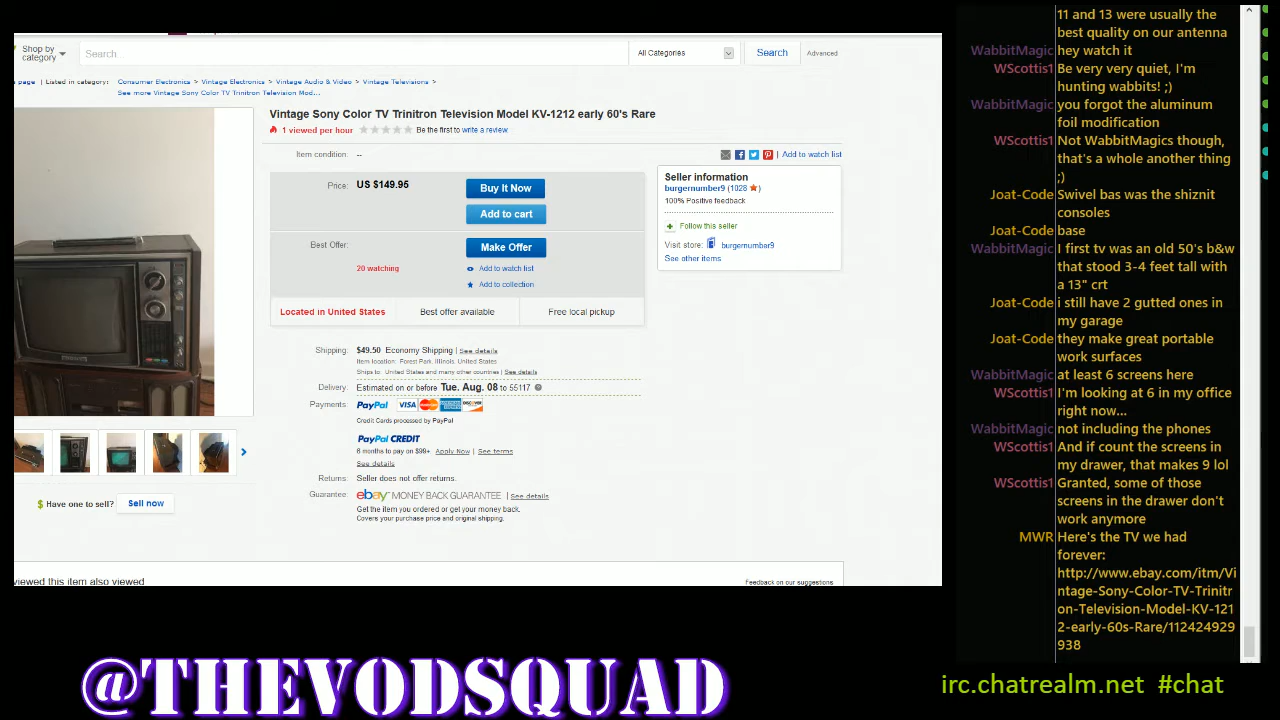 Shop by
category
Search
All Categories
Search
Advanced
page | Listed in category: Consumer Electronics > Vintage Electronics > Vintage Audio & Video > Vintage Televisions >
See more Vintage Sony Color TV Trinitron Television Mod...
Vintage Sony Color TV Trinitron Television Model KV-1212 early 60's Rare
1 viewed per hour Be the first to write a review.
Item condition: --
Add to watch list
Price: US $149.95
Buy It Now
Add to cart
Best Offer:
Make Offer
20 watching
Add to watch list
Add to collection
Located in United States
Best offer available
Free local pickup
Seller information
burgernumber9 (1028 )
100% Positive feedback
Follow this seller
Visit store: burgernumber9
See other items
Shipping: $49.50 Economy Shipping | See details
Item location: Forest Park, Illinois, United States
Ships to: United States and many other countries | See details
Delivery: Estimated on or before Tue. Aug. 08 to 55117
Payments: PayPal VISA
Credit Cards processed by PayPal
PayPal CREDIT
6 months to pay on $99+. Apply Now | See terms
See details
Returns: Seller does not offer returns.
Guarantee: ebay MONEY BACK GUARANTEE | See details
Get the item you ordered or get your money back.
Covers your purchase price and original shipping.
$ Have one to sell? Sell now
viewed this item also viewed
Feedback on our suggestions
11 and 13 were usually the
best quality on our antenna
WabbitMagic hey watch it
WScottis1 Be very very quiet, I'm
hunting wabbits! ;)
WabbitMagic you forgot the aluminum
foil modification
WScottis1 Not WabbitMagics though,
that's a whole another thing
;)
Joat-Code Swivel bas was the shiznit
consoles
Joat-Code base
WabbitMagic I first tv was an old 50's b&w
that stood 3-4 feet tall with
a 13" crt
Joat-Code i still have 2 gutted ones in
my garage
Joat-Code they make great portable
work surfaces
WabbitMagic at least 6 screens here
WScottis1 I'm looking at 6 in my office
right now...
WabbitMagic not including the phones
WScottis1 And if count the screens in
my drawer, that makes 9 lol
WScottis1 Granted, some of those
screens in the drawer don't
work anymore
MWR Here's the TV we had
forever:
http://www.ebay.com/itm/Vi
ntage-Sony-Color-TV-Trinitr
on-Television-Model-KV-121
2-early-60s-Rare/112424929
938
@THEVODSQUAD
irc.chatrealm.net #chat